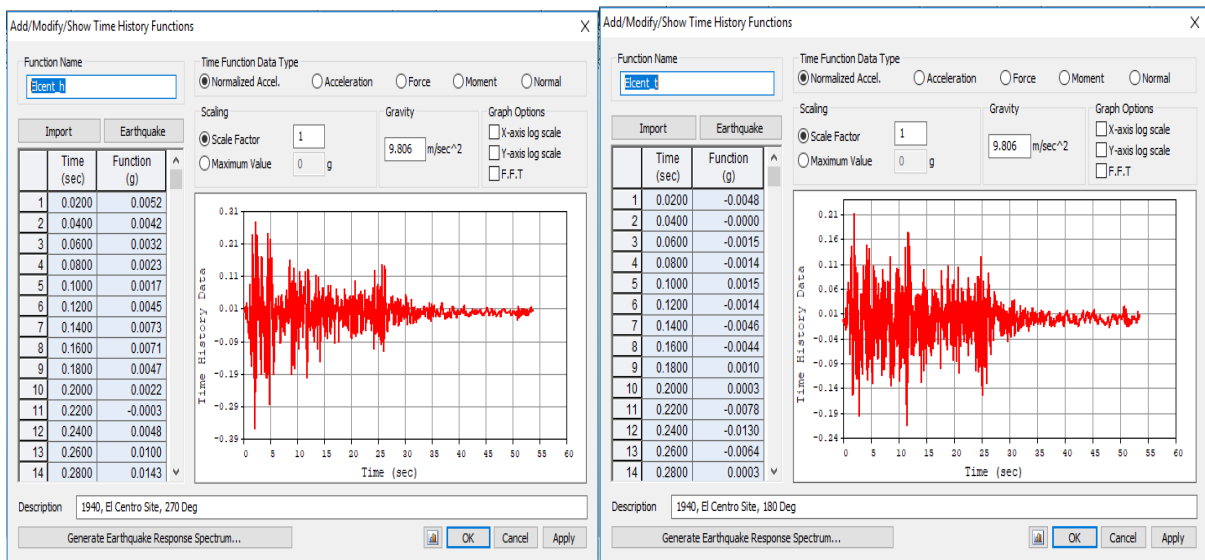 Add/Modify/Show Time History Functions X
Function Name
Elcent_h
Time Function Data Type
Normalized Accel. Acceleration Force Moment Normal
Scaling
Scale Factor 1
Maximum Value 0 g
Gravity
9.806 m/sec^2
Graph Options
X-axis log scale
Y-axis log scale
F.F.T
Import Earthquake
Time (sec) Function (g)
1 0.0200 0.0052
2 0.0400 0.0042
3 0.0600 0.0032
4 0.0800 0.0023
5 0.1000 0.0017
6 0.1200 0.0045
7 0.1400 0.0073
8 0.1600 0.0071
9 0.1800 0.0047
10 0.2000 0.0022
11 0.2200 -0.0003
12 0.2400 0.0048
13 0.2600 0.0100
14 0.2800 0.0143
Time History Data
0.31
0.21
0.11
0.01
-0.09
-0.19
-0.29
-0.39
0 5 10 15 20 25 30 35 40 45 50 55 60
Time (sec)
Description 1940, El Centro Site, 270 Deg
Generate Earthquake Response Spectrum... OK Cancel Apply
Add/Modify/Show Time History Functions X
Function Name
Elcent_t
Time Function Data Type
Normalized Accel. Acceleration Force Moment Normal
Scaling
Scale Factor 1
Maximum Value 0 g
Gravity
9.806 m/sec^2
Graph Options
X-axis log scale
Y-axis log scale
F.F.T
Import Earthquake
Time (sec) Function (g)
1 0.0200 -0.0048
2 0.0400 -0.0000
3 0.0600 -0.0015
4 0.0800 -0.0014
5 0.1000 0.0015
6 0.1200 -0.0014
7 0.1400 -0.0046
8 0.1600 -0.0044
9 0.1800 0.0010
10 0.2000 0.0003
11 0.2200 -0.0078
12 0.2400 -0.0130
13 0.2600 -0.0064
14 0.2800 0.0003
Time History Data
0.21
0.16
0.11
0.06
0.01
-0.04
-0.09
-0.14
-0.19
-0.24
0 5 10 15 20 25 30 35 40 45 50 55 60
Time (sec)
Description 1940, El Centro Site, 180 Deg
Generate Earthquake Response Spectrum... OK Cancel Apply